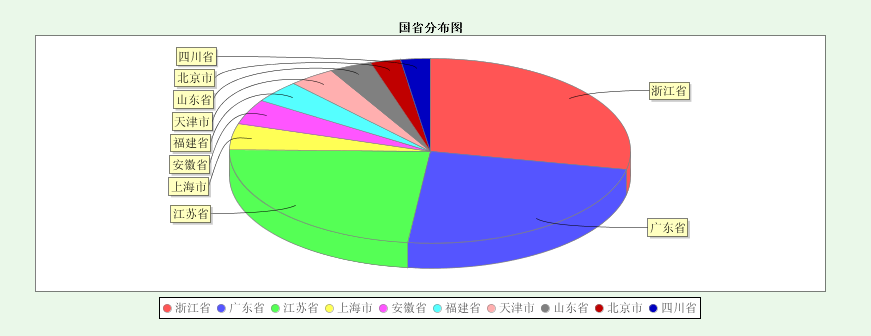 国省分布图
四川省
北京市
山东省
天津市
福建省
安徽省
上海市
江苏省
浙江省
广东省
浙江省 广东省 江苏省 上海市 安徽省 福建省 天津市 山东省 北京市 四川省